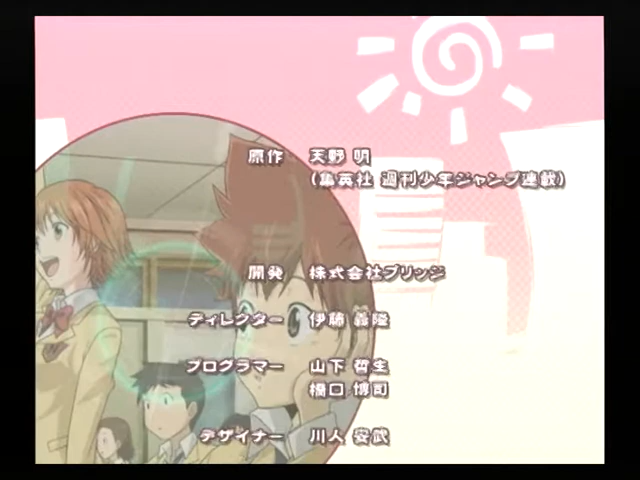 原作 天野 明
(集英社 週刊少年ジャンプ連載)
開発 株式会社ブリッジ
ディレクター 伊藤 義隆
プログラマー 山下 哲生
橋口 博司
デザイナー 川人 安武